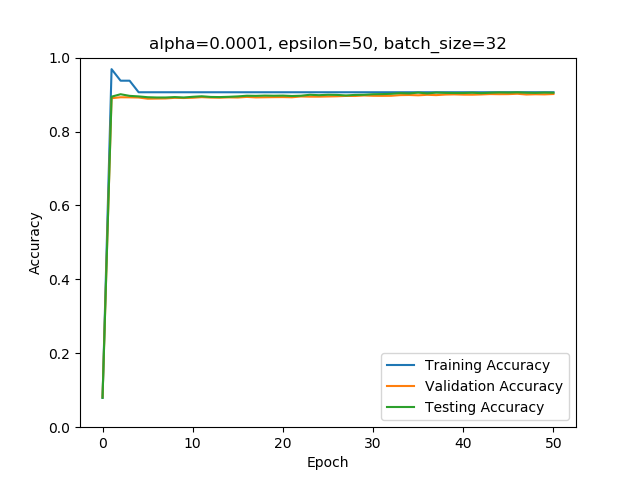 alpha=0.0001, epsilon=50, batch_size=32
1.0
0.8
0.6
0.4
0.2
0.0
Accuracy
Training Accuracy
Validation Accuracy
Testing Accuracy
0 10 20 30 40 50
Epoch